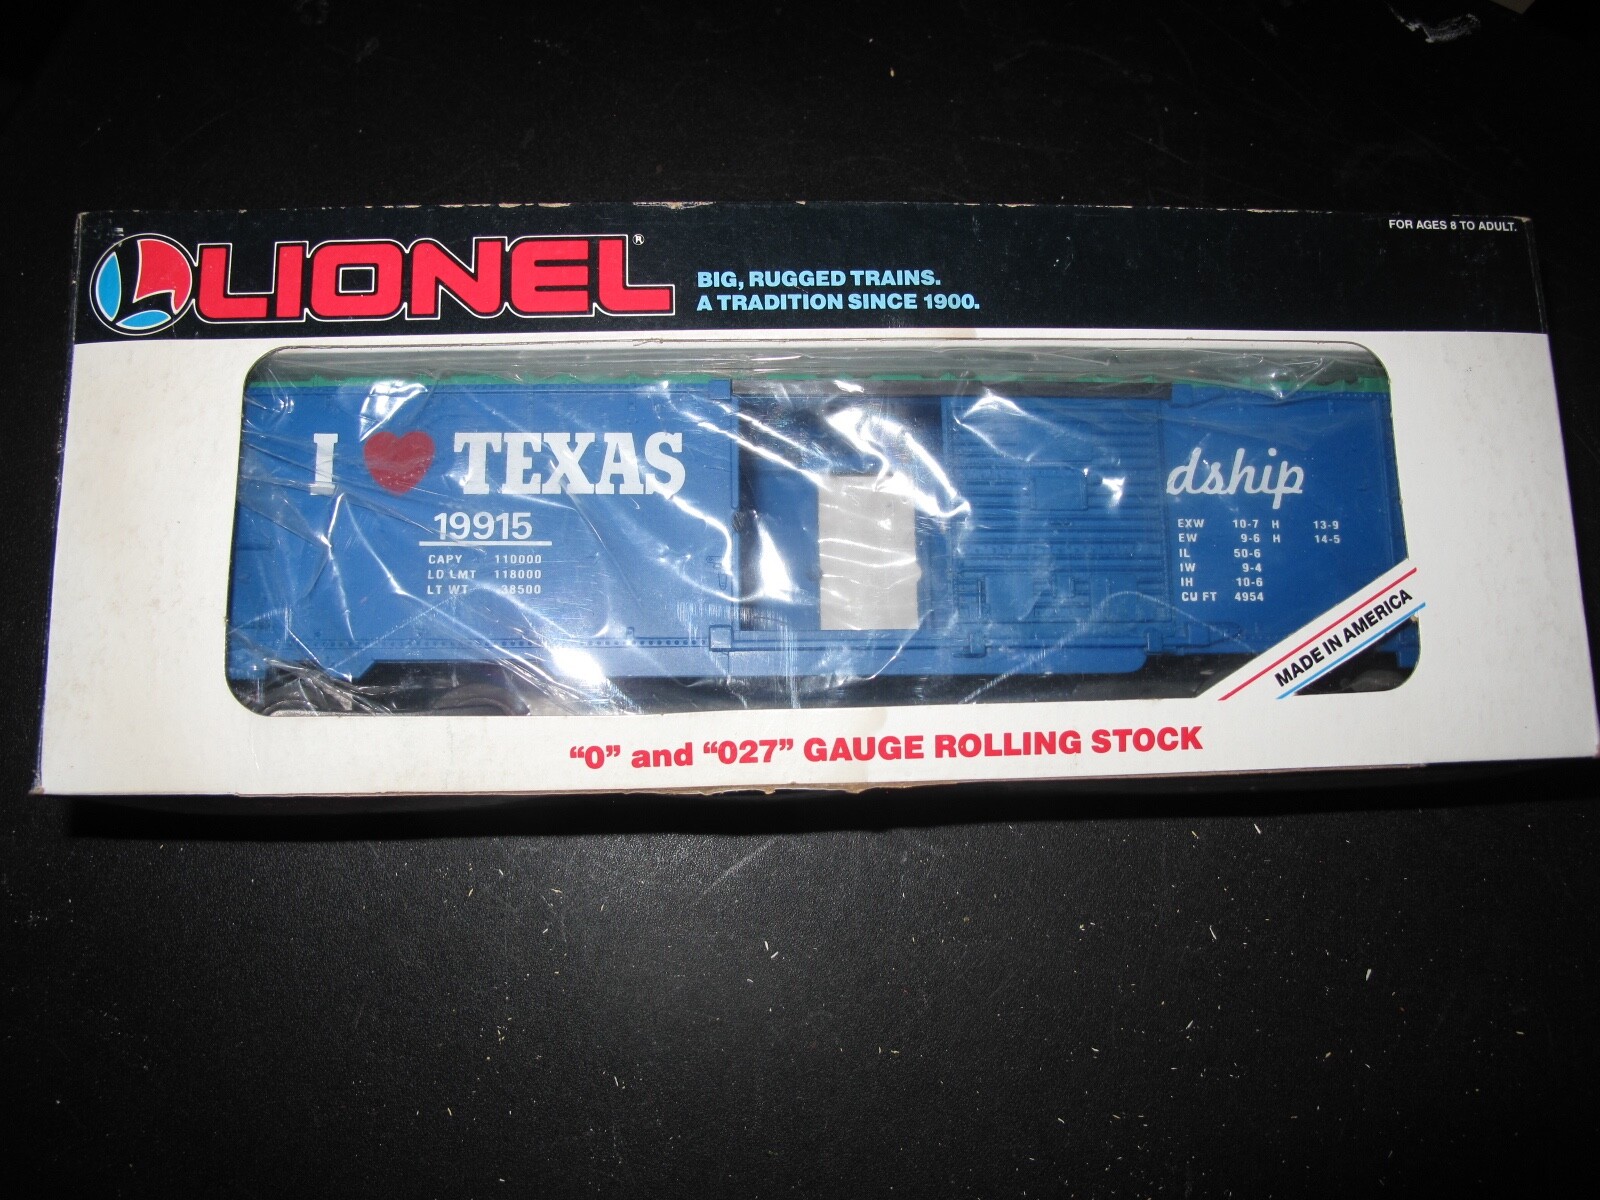 LIONEL®
BIG, RUGGED TRAINS.
A TRADITION SINCE 1900.
FOR AGES 8 TO ADULT.
I ♥ TEXAS
19915
CAPY 110000
LD LMT 118000
LT WT 38500
dship
EXW 10-7 H 13-9
EW 9-6 H 14-5
IL 50-6
IW 9-4
IH 10-6
CU FT 4954
MADE IN AMERICA
“O” and “027” GAUGE ROLLING STOCK